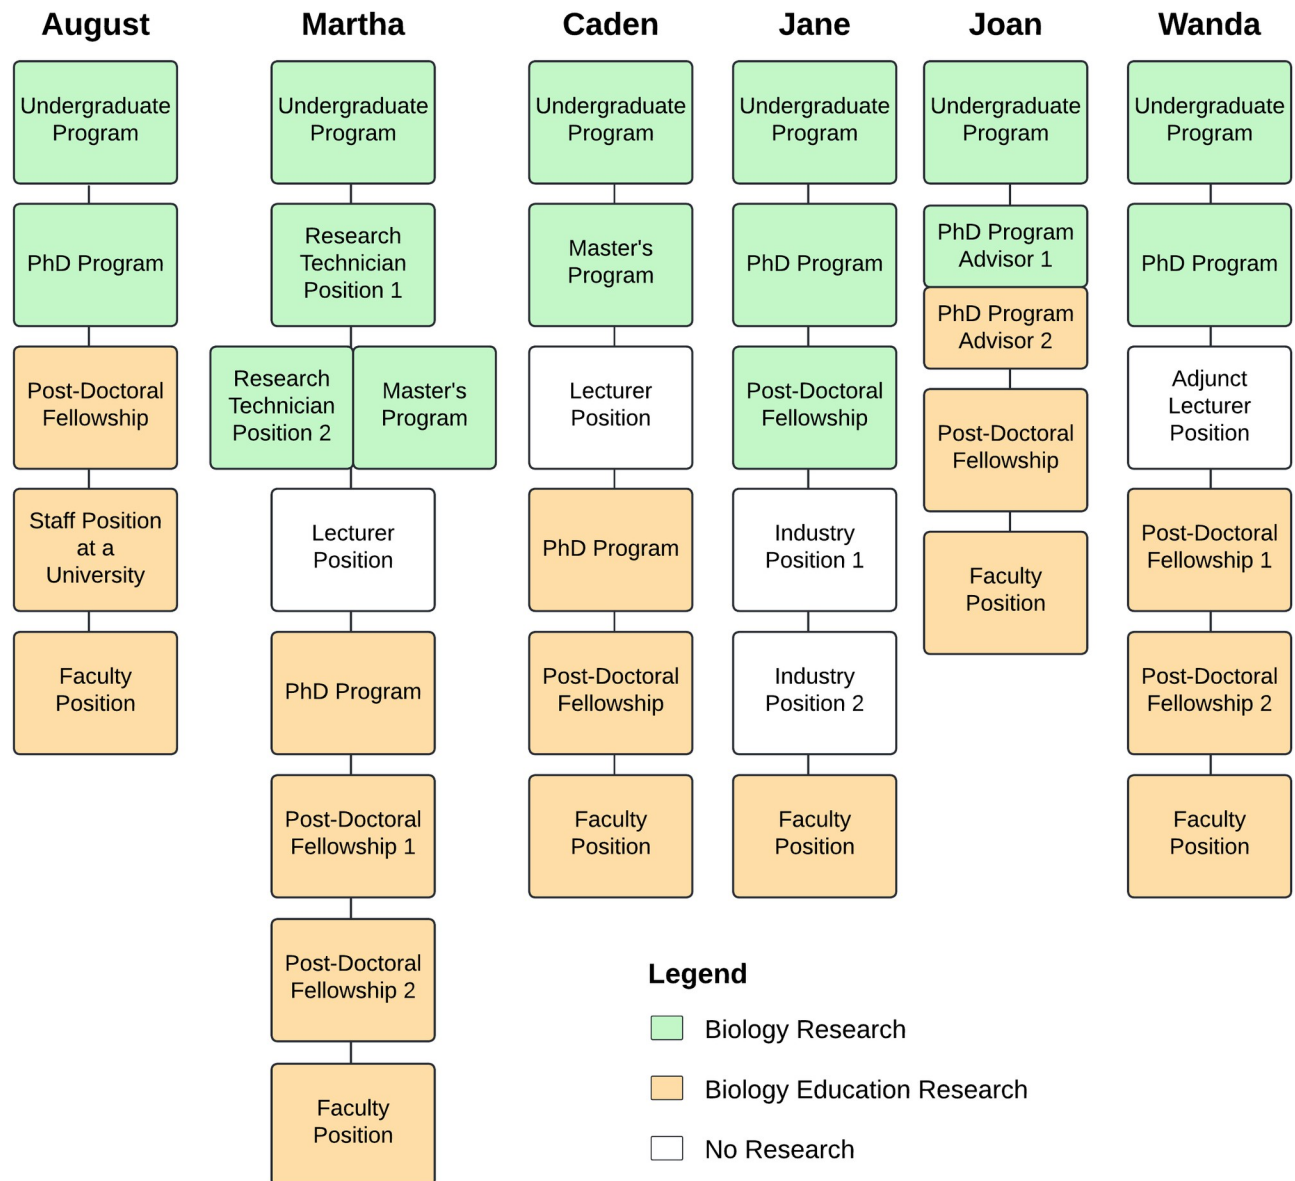 August
Undergraduate
Program
PhD Program
Post-Doctoral
Fellowship
Staff Position
at a
University
Faculty
Position
Martha
Undergraduate
Program
Research
Technician
Position 1
Research
Technician
Position 2
Master's
Program
Lecturer
Position
PhD Program
Post-Doctoral
Fellowship 1
Post-Doctoral
Fellowship 2
Faculty
Position
Caden
Undergraduate
Program
Master's
Program
Lecturer
Position
PhD Program
Post-Doctoral
Fellowship
Faculty
Position
Jane
Undergraduate
Program
PhD Program
Post-Doctoral
Fellowship
Industry
Position 1
Industry
Position 2
Faculty
Position
Joan
Undergraduate
Program
PhD Program
Advisor 1
PhD Program
Advisor 2
Post-Doctoral
Fellowship
Faculty
Position
Wanda
Undergraduate
Program
PhD Program
Adjunct
Lecturer
Position
Post-Doctoral
Fellowship 1
Post-Doctoral
Fellowship 2
Faculty
Position
Legend
Biology Research
Biology Education Research
No Research